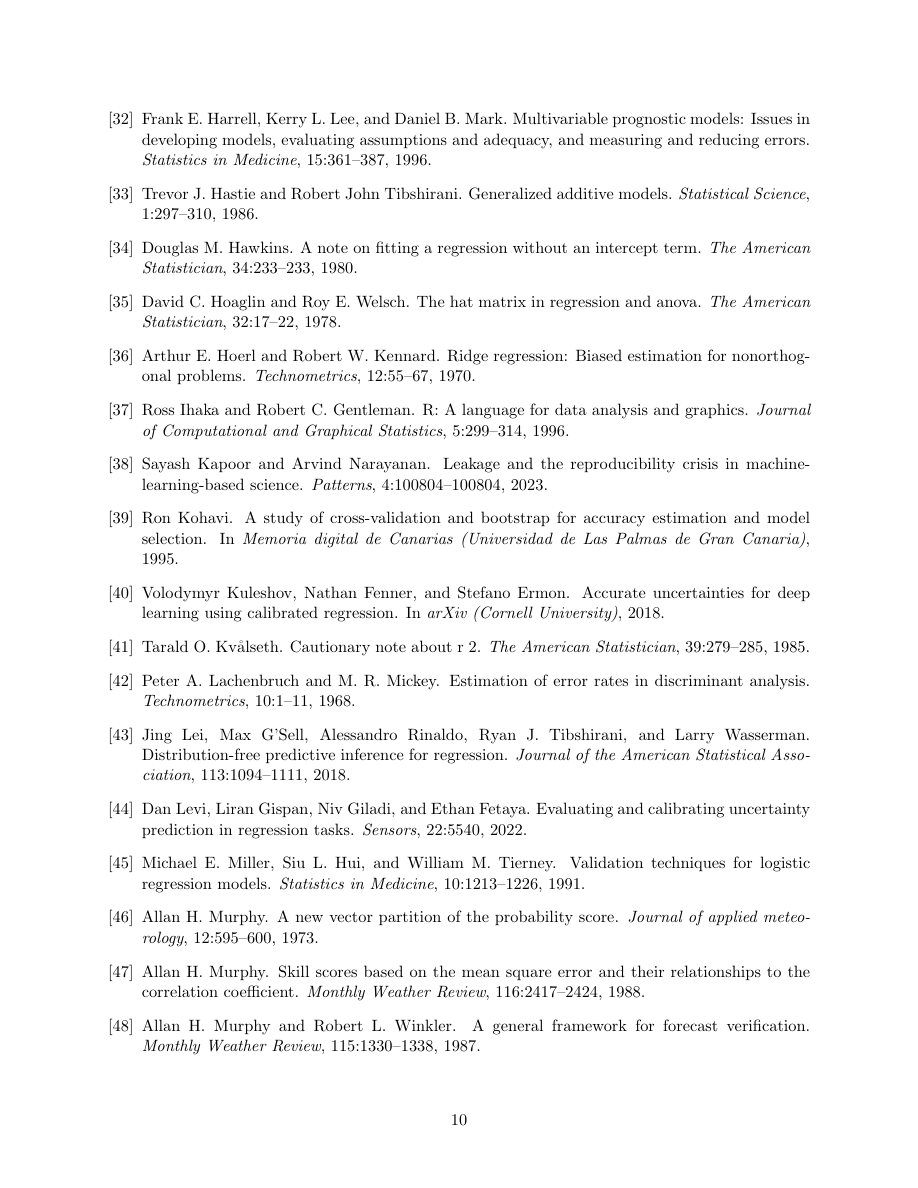 [32] Frank E. Harrell, Kerry L. Lee, and Daniel B. Mark. Multivariable prognostic models: Issues in
developing models, evaluating assumptions and adequacy, and measuring and reducing errors.
Statistics in Medicine, 15:361–387, 1996.
[33] Trevor J. Hastie and Robert John Tibshirani. Generalized additive models. Statistical Science,
1:297–310, 1986.
[34] Douglas M. Hawkins. A note on fitting a regression without an intercept term. The American
Statistician, 34:233–233, 1980.
[35] David C. Hoaglin and Roy E. Welsch. The hat matrix in regression and anova. The American
Statistician, 32:17–22, 1978.
[36] Arthur E. Hoerl and Robert W. Kennard. Ridge regression: Biased estimation for nonorthog-
onal problems. Technometrics, 12:55–67, 1970.
[37] Ross Ihaka and Robert C. Gentleman. R: A language for data analysis and graphics. Journal
of Computational and Graphical Statistics, 5:299–314, 1996.
[38] Sayash Kapoor and Arvind Narayanan. Leakage and the reproducibility crisis in machine-
learning-based science. Patterns, 4:100804–100804, 2023.
[39] Ron Kohavi. A study of cross-validation and bootstrap for accuracy estimation and model
selection. In Memoria digital de Canarias (Universidad de Las Palmas de Gran Canaria),
1995.
[40] Volodymyr Kuleshov, Nathan Fenner, and Stefano Ermon. Accurate uncertainties for deep
learning using calibrated regression. In arXiv (Cornell University), 2018.
[41] Tarald O. Kvålseth. Cautionary note about r 2. The American Statistician, 39:279–285, 1985.
[42] Peter A. Lachenbruch and M. R. Mickey. Estimation of error rates in discriminant analysis.
Technometrics, 10:1–11, 1968.
[43] Jing Lei, Max G'Sell, Alessandro Rinaldo, Ryan J. Tibshirani, and Larry Wasserman.
Distribution-free predictive inference for regression. Journal of the American Statistical Asso-
ciation, 113:1094–1111, 2018.
[44] Dan Levi, Liran Gispan, Niv Giladi, and Ethan Fetaya. Evaluating and calibrating uncertainty
prediction in regression tasks. Sensors, 22:5540, 2022.
[45] Michael E. Miller, Siu L. Hui, and William M. Tierney. Validation techniques for logistic
regression models. Statistics in Medicine, 10:1213–1226, 1991.
[46] Allan H. Murphy. A new vector partition of the probability score. Journal of applied meteo-
rology, 12:595–600, 1973.
[47] Allan H. Murphy. Skill scores based on the mean square error and their relationships to the
correlation coefficient. Monthly Weather Review, 116:2417–2424, 1988.
[48] Allan H. Murphy and Robert L. Winkler. A general framework for forecast verification.
Monthly Weather Review, 115:1330–1338, 1987.
10